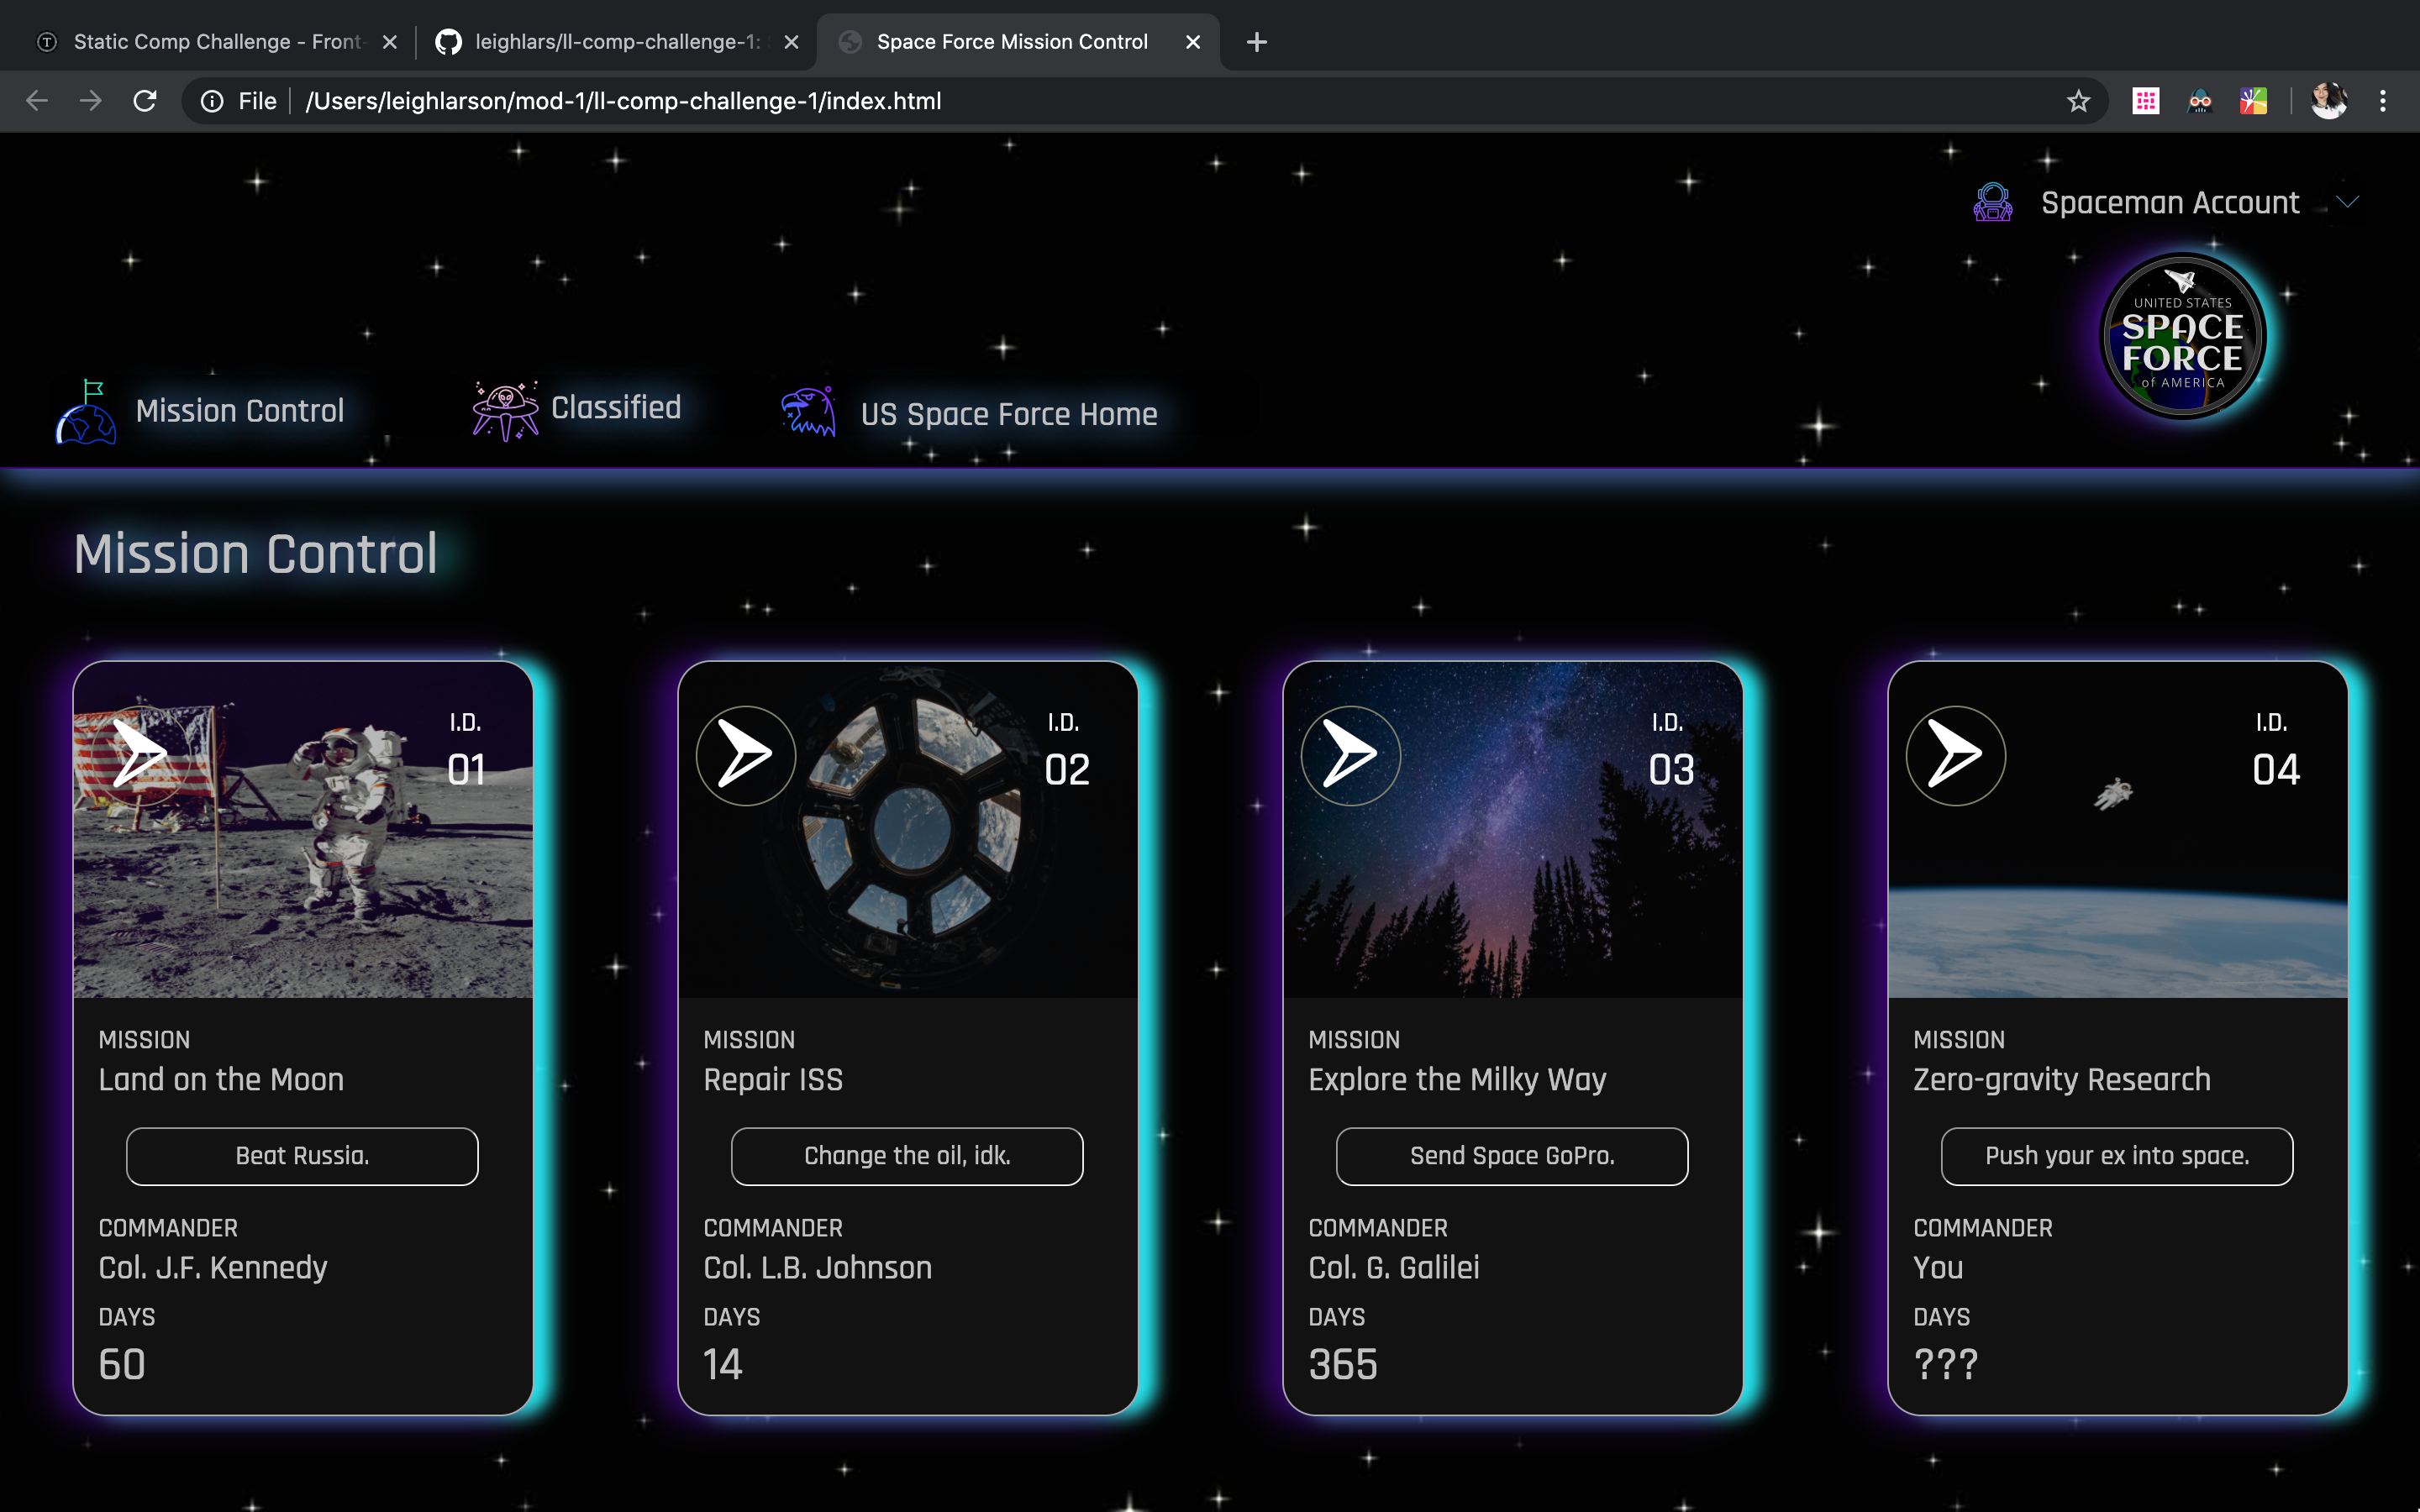 Static Comp Challenge - Front-
leighlars/ll-comp-challenge-1:
Space Force Mission Control
File
/Users/leighlarson/mod-1/ll-comp-challenge-1/index.html
Spaceman Account
UNITED STATES
SPACE
FORCE
of AMERICA
Mission Control
Classified
US Space Force Home
Mission Control
I.D.
01
MISSION
Land on the Moon
Beat Russia.
COMMANDER
Col. J.F. Kennedy
DAYS
60
I.D.
02
MISSION
Repair ISS
Change the oil, idk.
COMMANDER
Col. L.B. Johnson
DAYS
14
I.D.
03
MISSION
Explore the Milky Way
Send Space GoPro.
COMMANDER
Col. G. Galilei
DAYS
365
I.D.
04
MISSION
Zero-gravity Research
Push your ex into space.
COMMANDER
You
DAYS
???